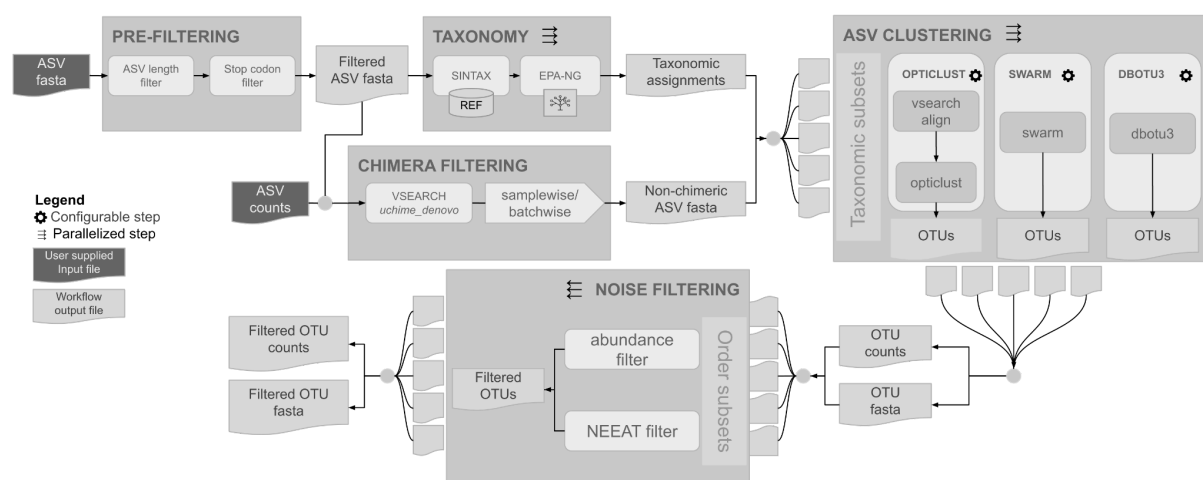 PRE-FILTERING
ASV
fasta
ASV length
filter
Stop codon
filter
Filtered
ASV fasta
TAXONOMY
SINTAX
REF
EPA-NG
Taxonomic
assignments
CHIMERA FILTERING
ASV
counts
VSEARCH
uchime_denovo
samplewise/
batchwise
Non-chimeric
ASV fasta
ASV CLUSTERING
Taxonomic subsets
OPTICLUST
vsearch
align
opticlust
OTUs
SWARM
swarm
OTUs
DBOTU3
dbotu3
OTUs
Legend
Configurable step
Parallelized step
User supplied
Input file
Workflow
output file
OTU
counts
OTU
fasta
NOISE FILTERING
Order subsets
abundance
filter
NEEAT filter
Filtered
OTUs
Filtered OTU
counts
Filtered OTU
fasta